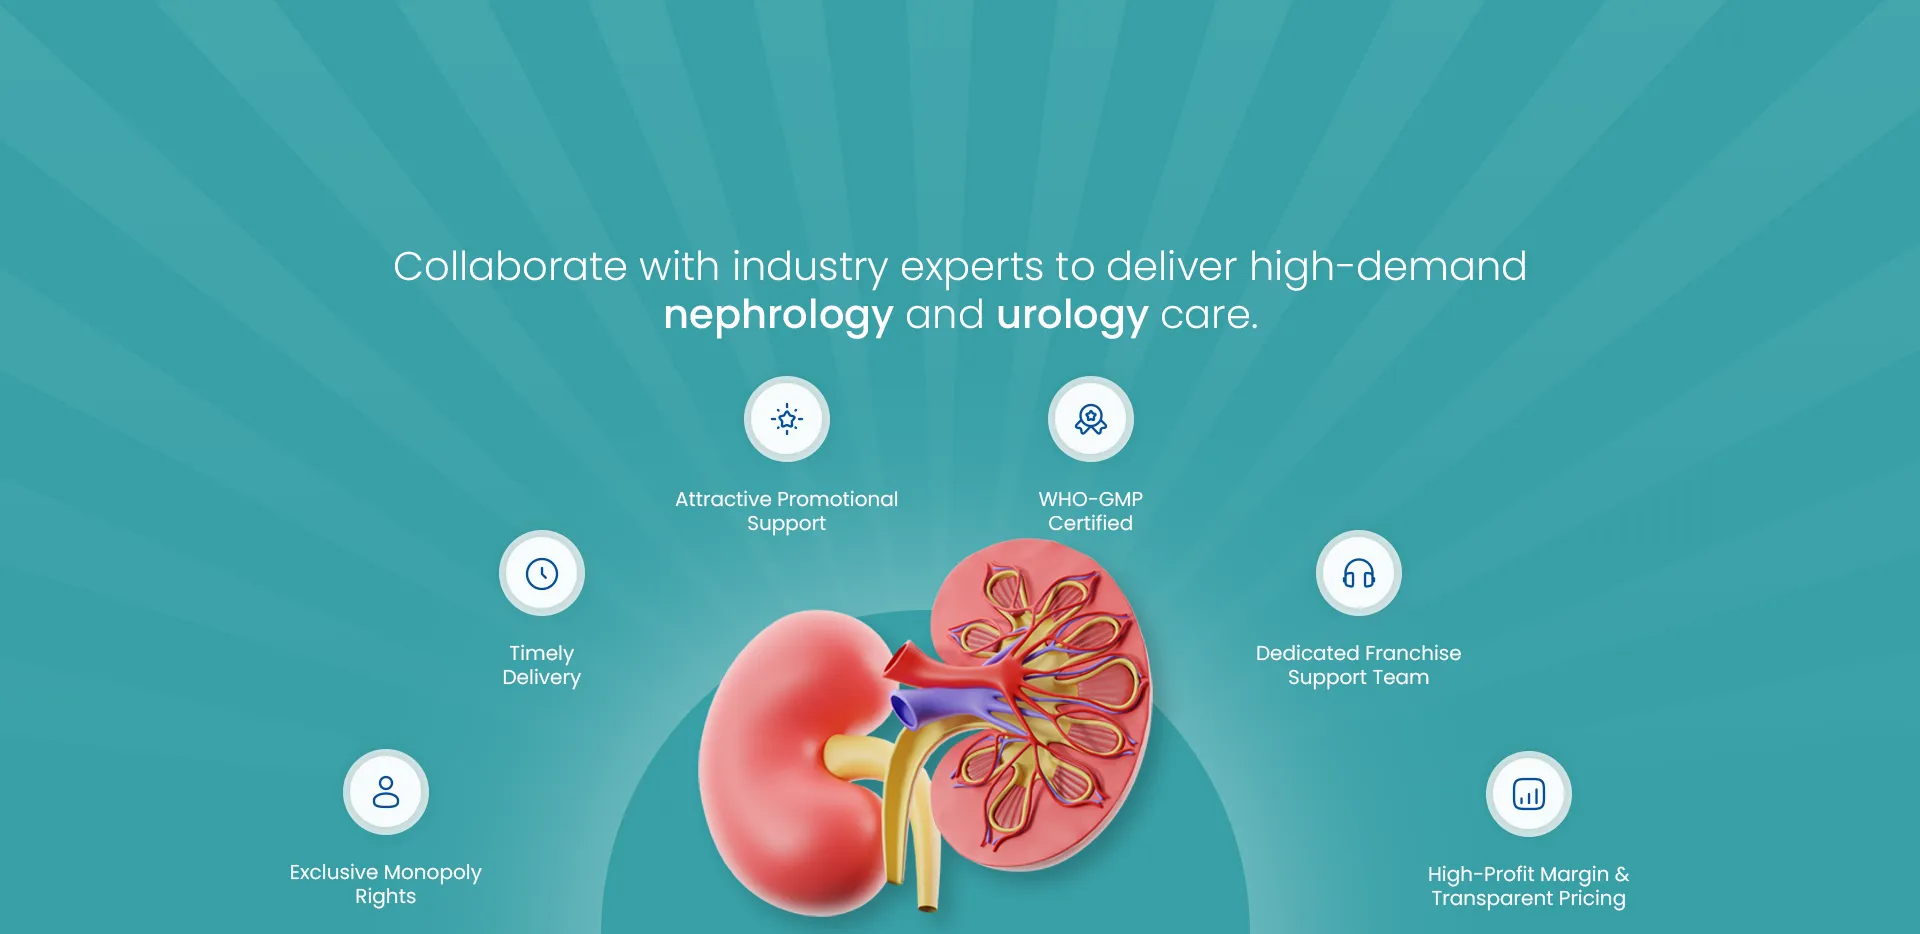 Collaborate with industry experts to deliver high-demand
nephrology and urology care.
Attractive Promotional
Support
WHO-GMP
Certified
Timely
Delivery
Dedicated Franchise
Support Team
Exclusive Monopoly
Rights
High-Profit Margin &
Transparent Pricing